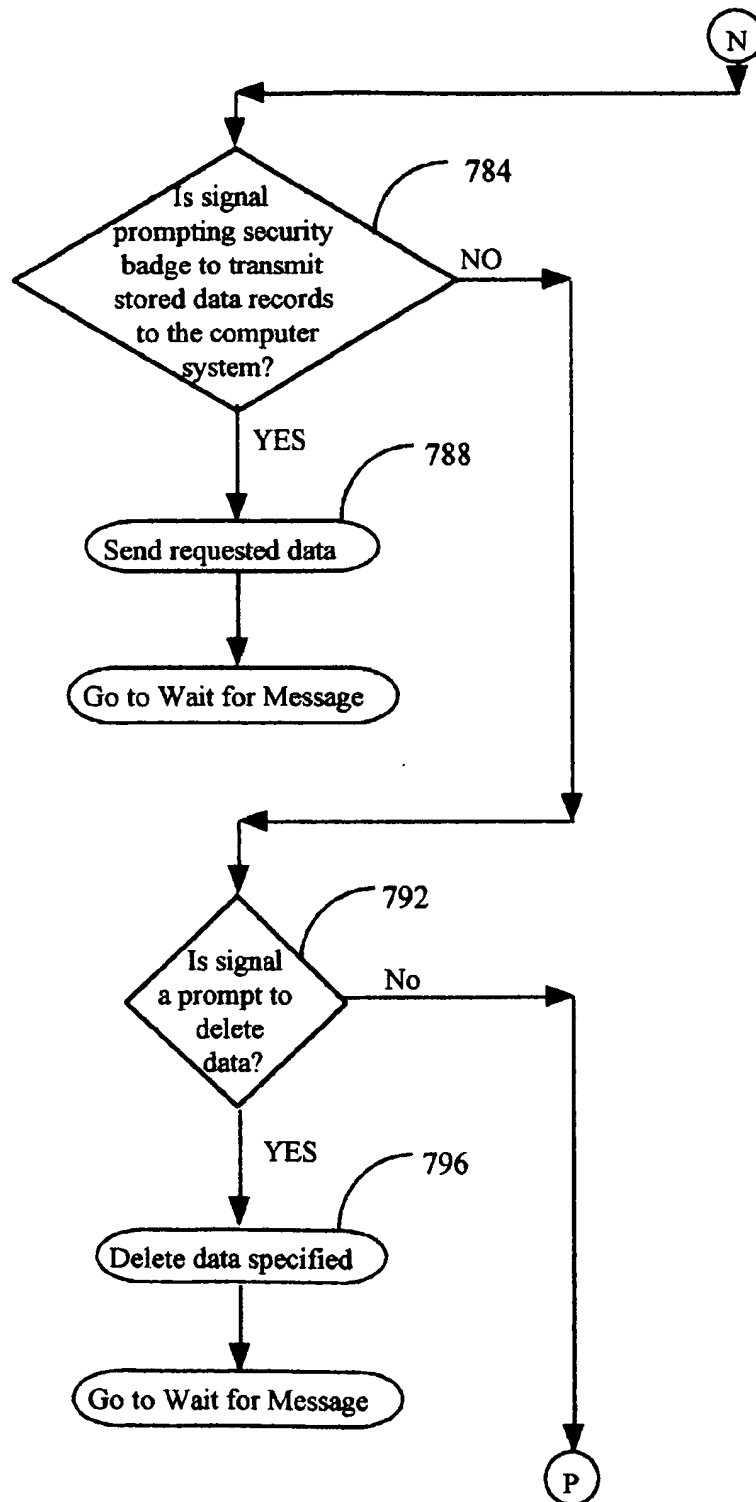 N
784
Is signal
prompting security
badge to transmit
stored data records
to the computer
system?
NO
YES
788
Send requested data
Go to Wait for Message
792
Is signal
a prompt to
delete
data?
No
YES
796
Delete data specified
Go to Wait for Message
P